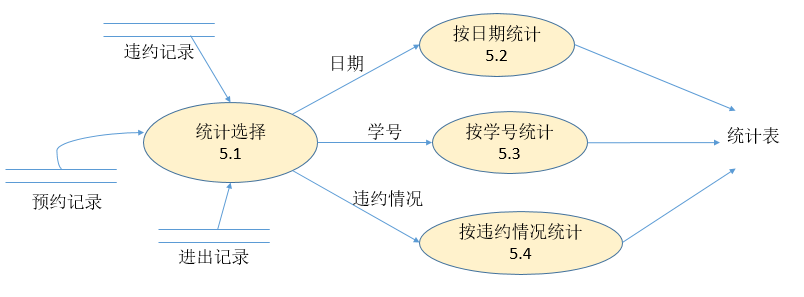 违约记录
日期
按日期统计
5.2
统计选择
5.1
学号
按学号统计
5.3
统计表
预约记录
违约情况
进出记录
按违约情况统计
5.4